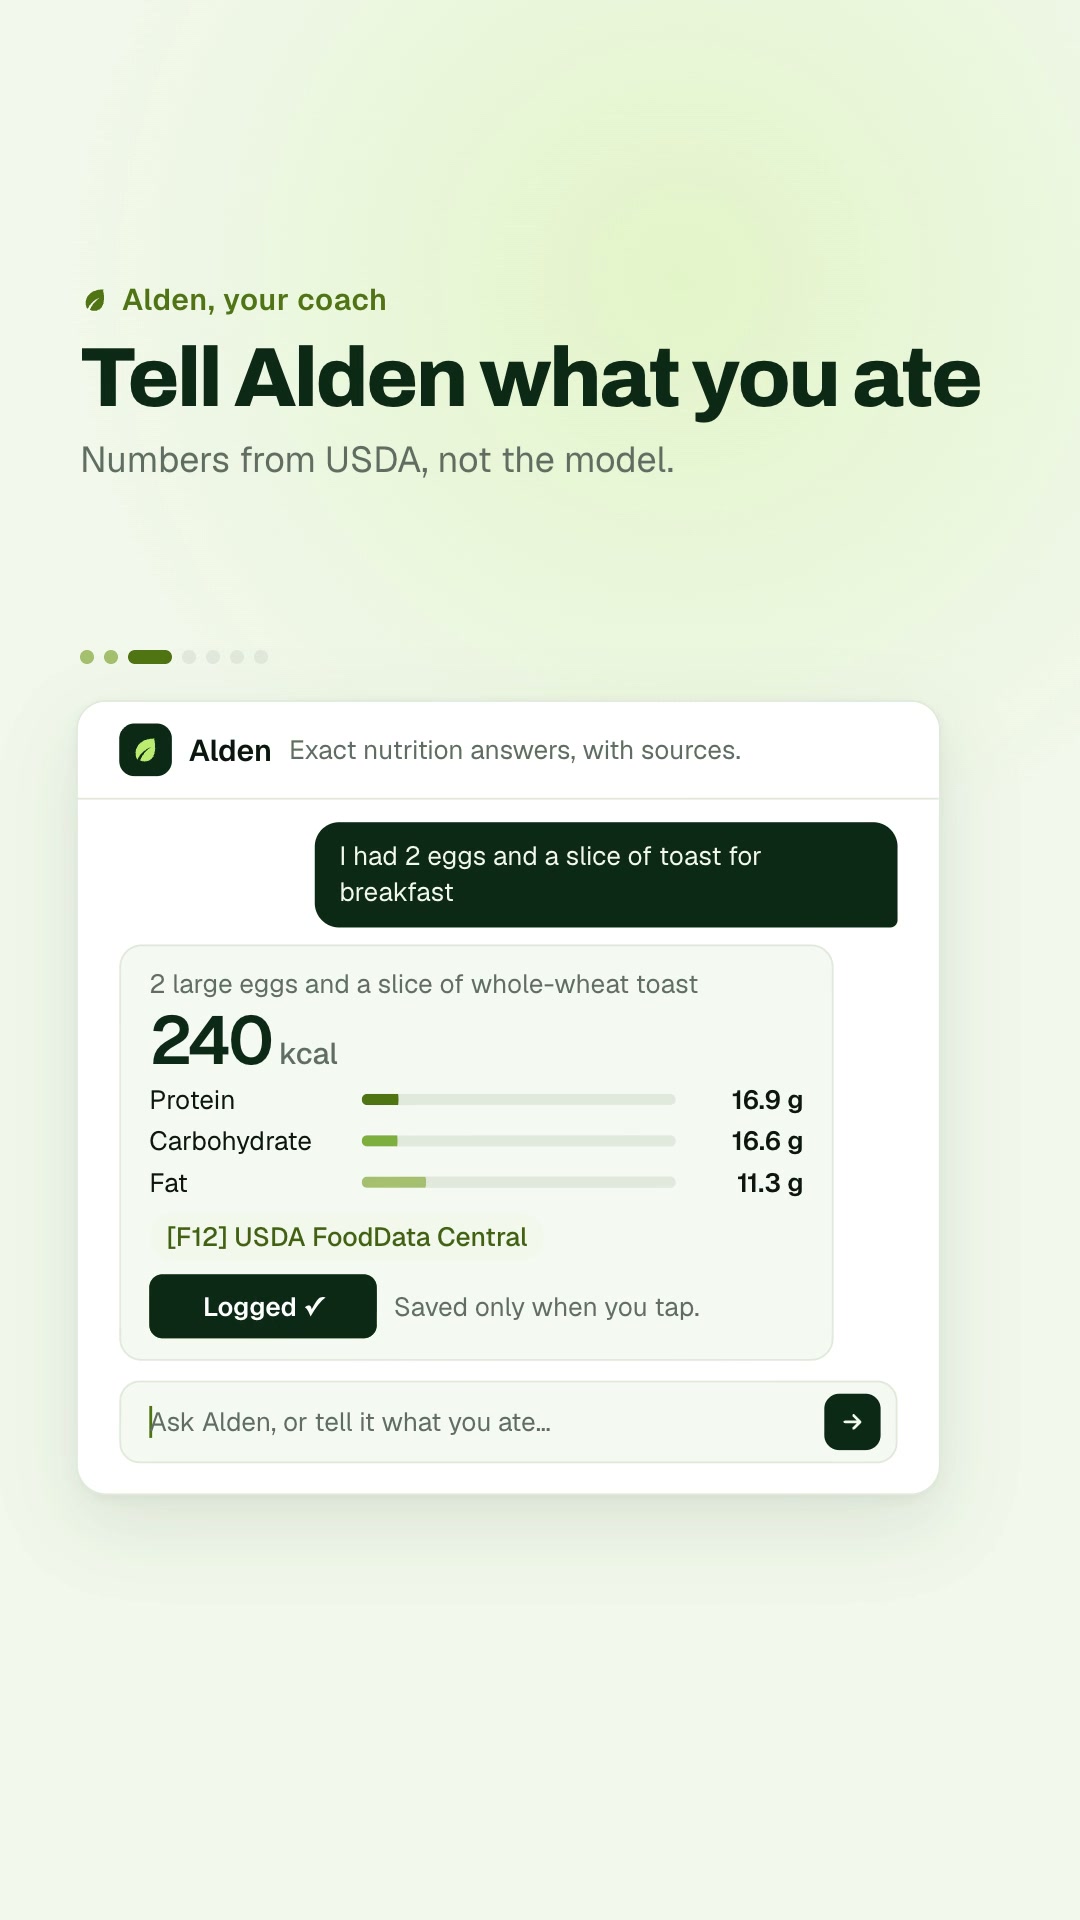 Alden, your coach
Tell Alden what you ate
Numbers from USDA, not the model.
Alden Exact nutrition answers, with sources.
I had 2 eggs and a slice of toast for
breakfast
2 large eggs and a slice of whole-wheat toast
240 kcal
Protein 16.9 g
Carbohydrate 16.6 g
Fat 11.3 g
[F12] USDA FoodData Central
Logged ✓ Saved only when you tap.
Ask Alden, or tell it what you ate...